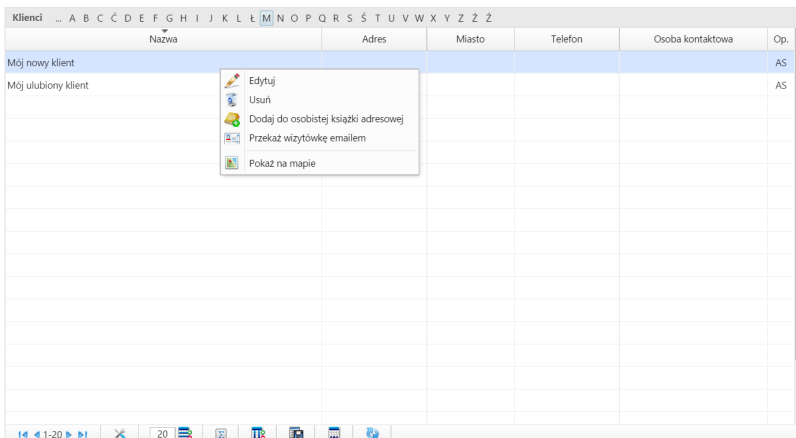 Klienci ... A B C Ć D E F G H I J K L Ł M N O P Q R S Ś T U V W X Y Z Ż Ź
Nazwa Adres Miasto Telefon Osoba kontaktowa Op.
Mój nowy klient AS
Mój ulubiony klient AS
Edytuj
Usuń
Dodaj do osobistej książki adresowej
Przekaż wizytówkę emailem
Pokaż na mapie
1-20 20